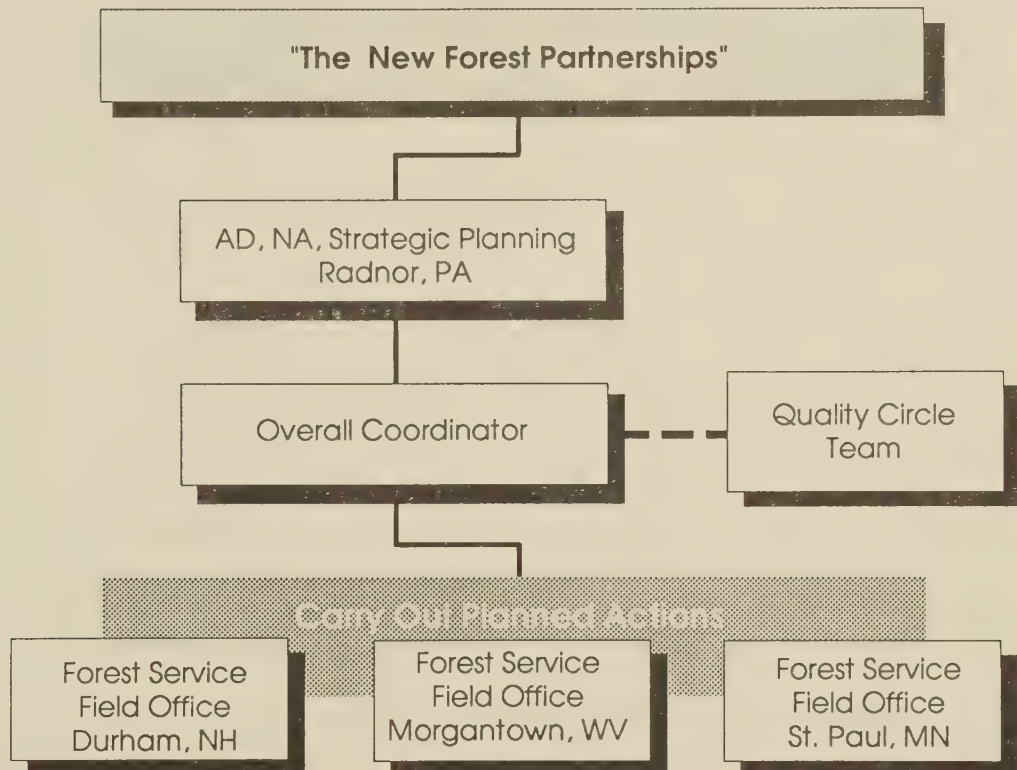 "The New Forest Partnerships"
AD, NA, Strategic Planning
Radnor, PA
Overall Coordinator
Quality Circle
Team
Carry Out Planned Actions
Forest Service
Field Office
Durham, NH
Forest Service
Field Office
Morgantown, WV
Forest Service
Field Office
St. Paul, MN